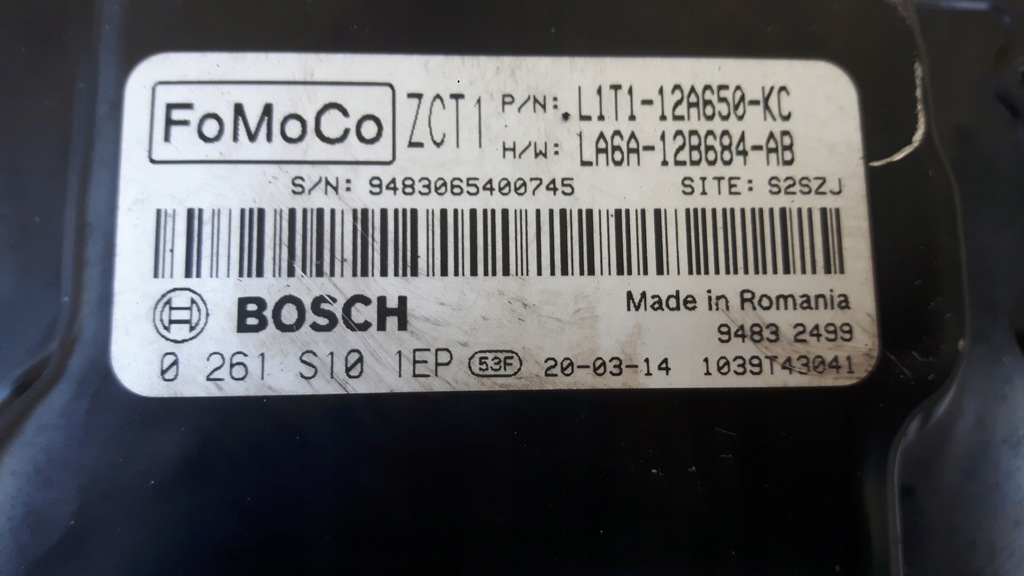 FoMoCo ZCT1 P/N: L1T1-12A650-KC
H/W: LA6A-12B684-AB
S/N: 9483065400745 SITE: S2SZJ
BOSCH Made in Romania
9483 2499
0 261 S10 1EP 53F 20-03-14 1039T43041